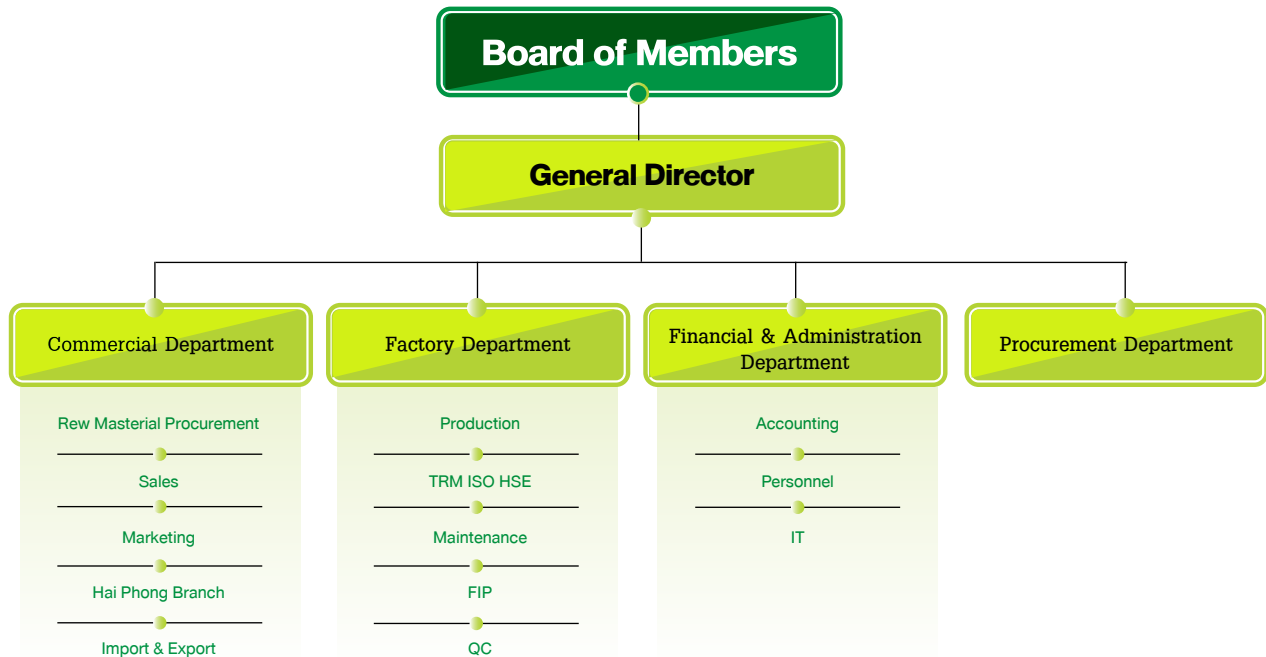 Board of Members
General Director
Commercial Department
Rew Masterial Procurement
Sales
Marketing
Hai Phong Branch
Import & Export
Factory Department
Production
TRM ISO HSE
Maintenance
FIP
QC
Financial & Administration
Department
Accounting
Personnel
IT
Procurement Department